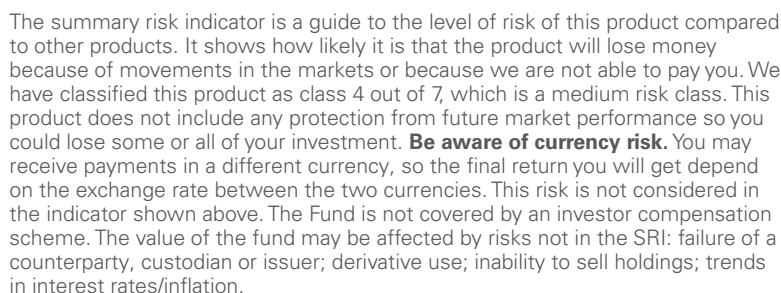 The summary risk indicator is a guide to the level of risk of this product compared
to other products. It shows how likely it is that the product will lose money
because of movements in the markets or because we are not able to pay you. We
have classified this product as class 4 out of 7, which is a medium risk class. This
product does not include any protection from future market performance so you
could lose some or all of your investment. Be aware of currency risk. You may
receive payments in a different currency, so the final return you will get depend
on the exchange rate between the two currencies. This risk is not considered in
the indicator shown above. The Fund is not covered by an investor compensation
scheme. The value of the fund may be affected by risks not in the SRI: failure of a
counterparty, custodian or issuer; derivative use; inability to sell holdings; trends
in interest rates/inflation.